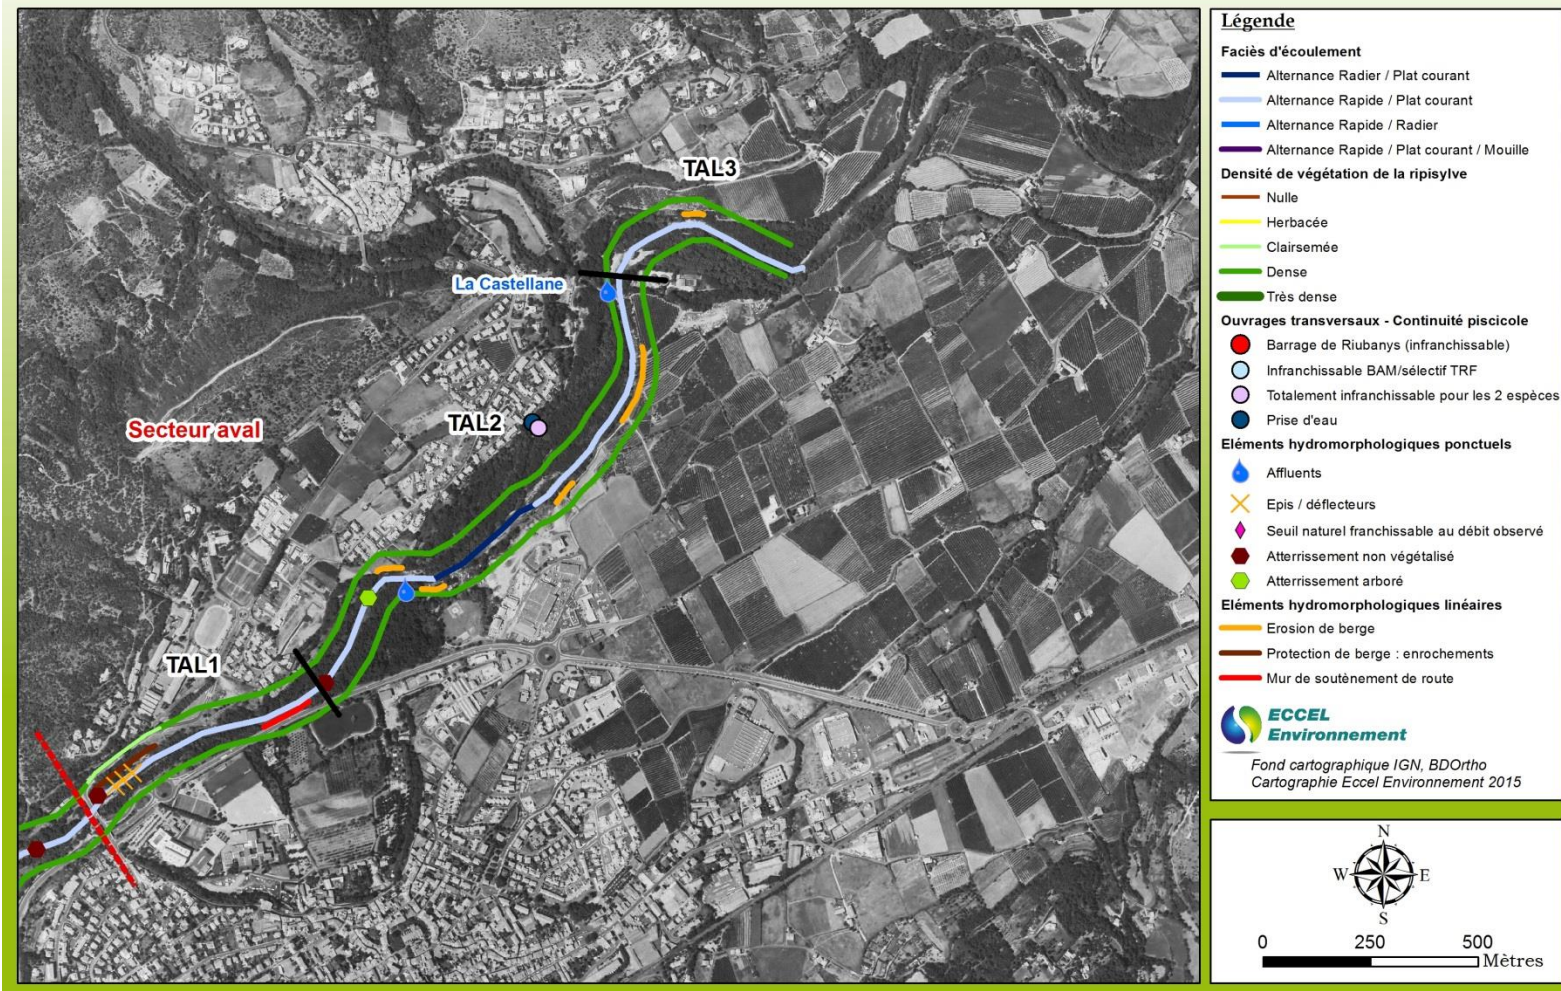 TAL3
La Castellane
TAL2
Secteur aval
TAL1
Légende
Faciès d'écoulement
Alternance Radier / Plat courant
Alternance Rapide / Plat courant
Alternance Rapide / Radier
Alternance Rapide / Plat courant / Mouille
Densité de végétation de la ripisylve
Nulle
Herbacée
Clairsemée
Dense
Très dense
Ouvrages transversaux - Continuité piscicole
Barrage de Riubanys (infranchissable)
Infranchissable BAM/sélectif TRF
Totalement infranchissable pour les 2 espèces
Prise d'eau
Eléments hydromorphologiques ponctuels
Affluents
Epis / déflecteurs
Seuil naturel franchissable au débit observé
Atterrissement non végétalisé
Atterrissement arboré
Eléments hydromorphologiques linéaires
Erosion de berge
Protection de berge : enrochements
Mur de soutènement de route
ECCEL
Environnement
Fond cartographique IGN, BDOrtho
Cartographie Eccel Environnement 2015
N
W E
S
0 250 500
Mètres